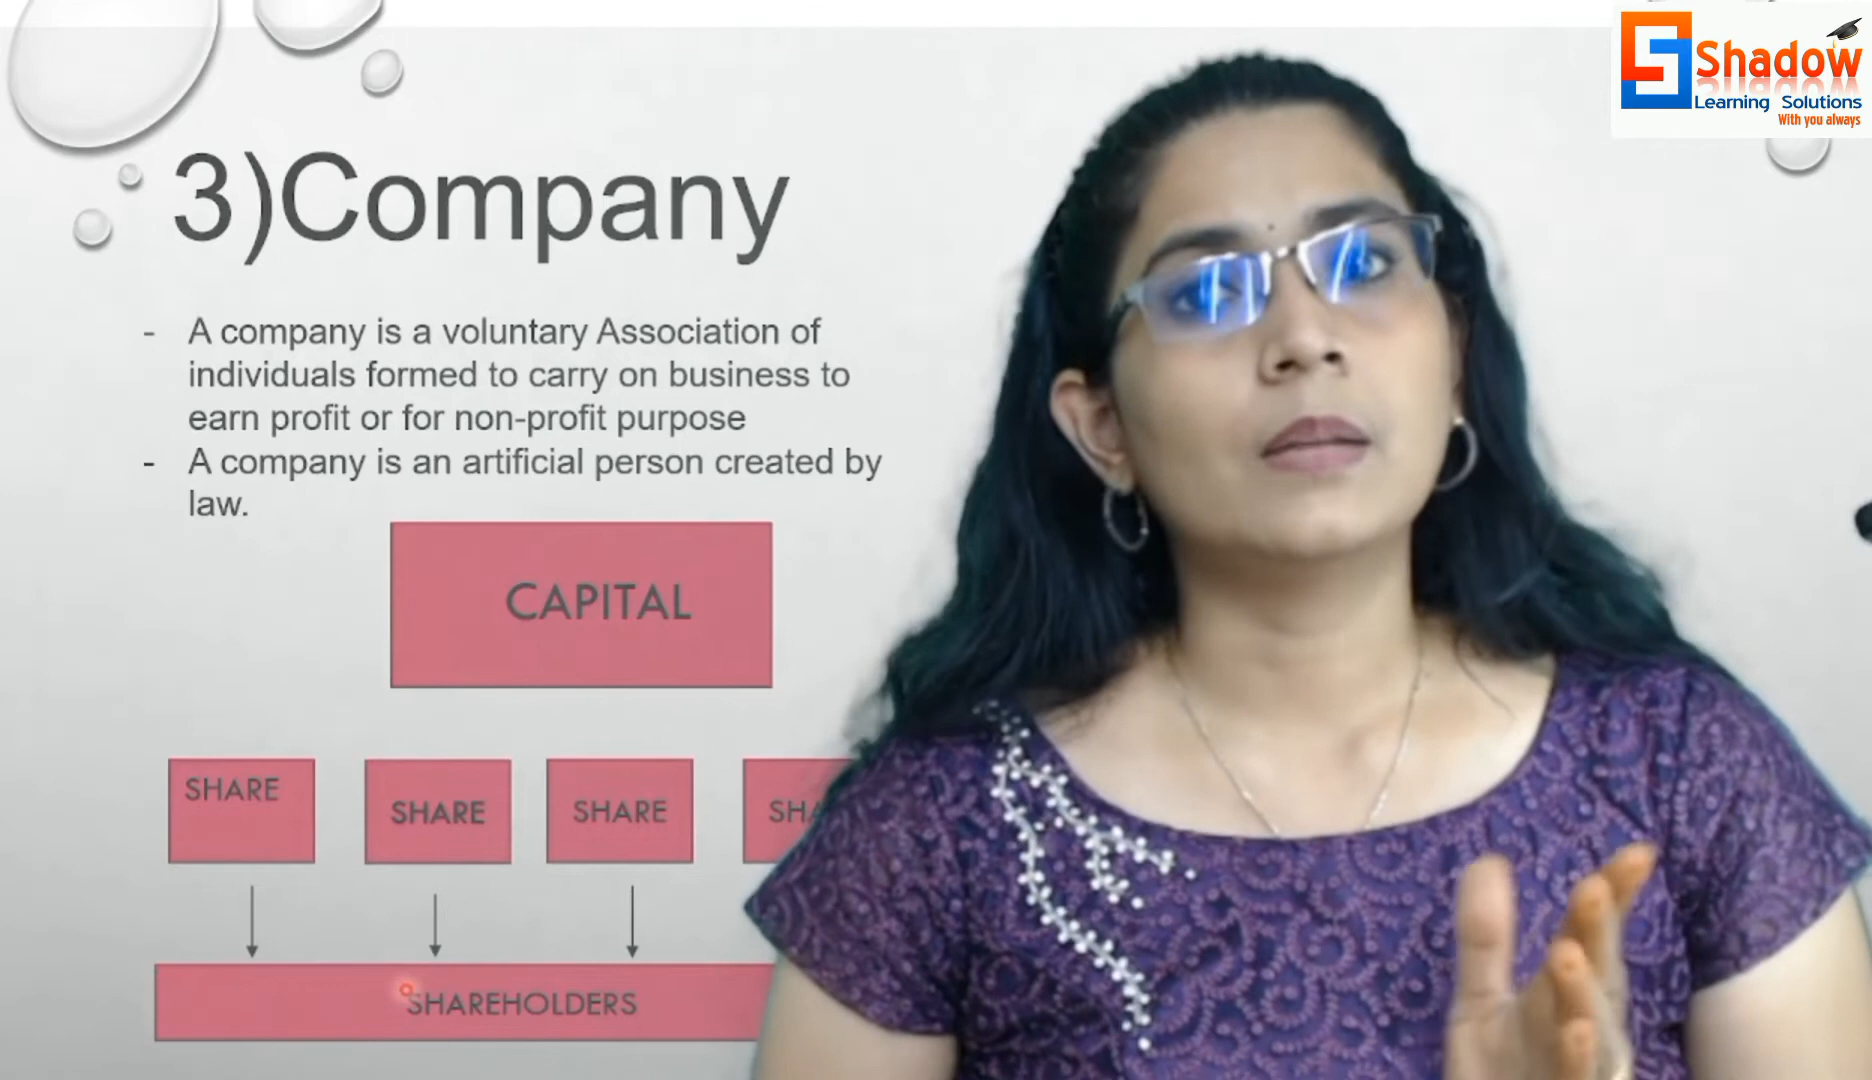 Shadow
Learning Solutions
With you always
3)Company
- A company is a voluntary Association of
individuals formed to carry on business to
earn profit or for non-profit purpose
- A company is an artificial person created by
law.
CAPITAL
SHARE SHARE SHARE
SHAREHOLDERS